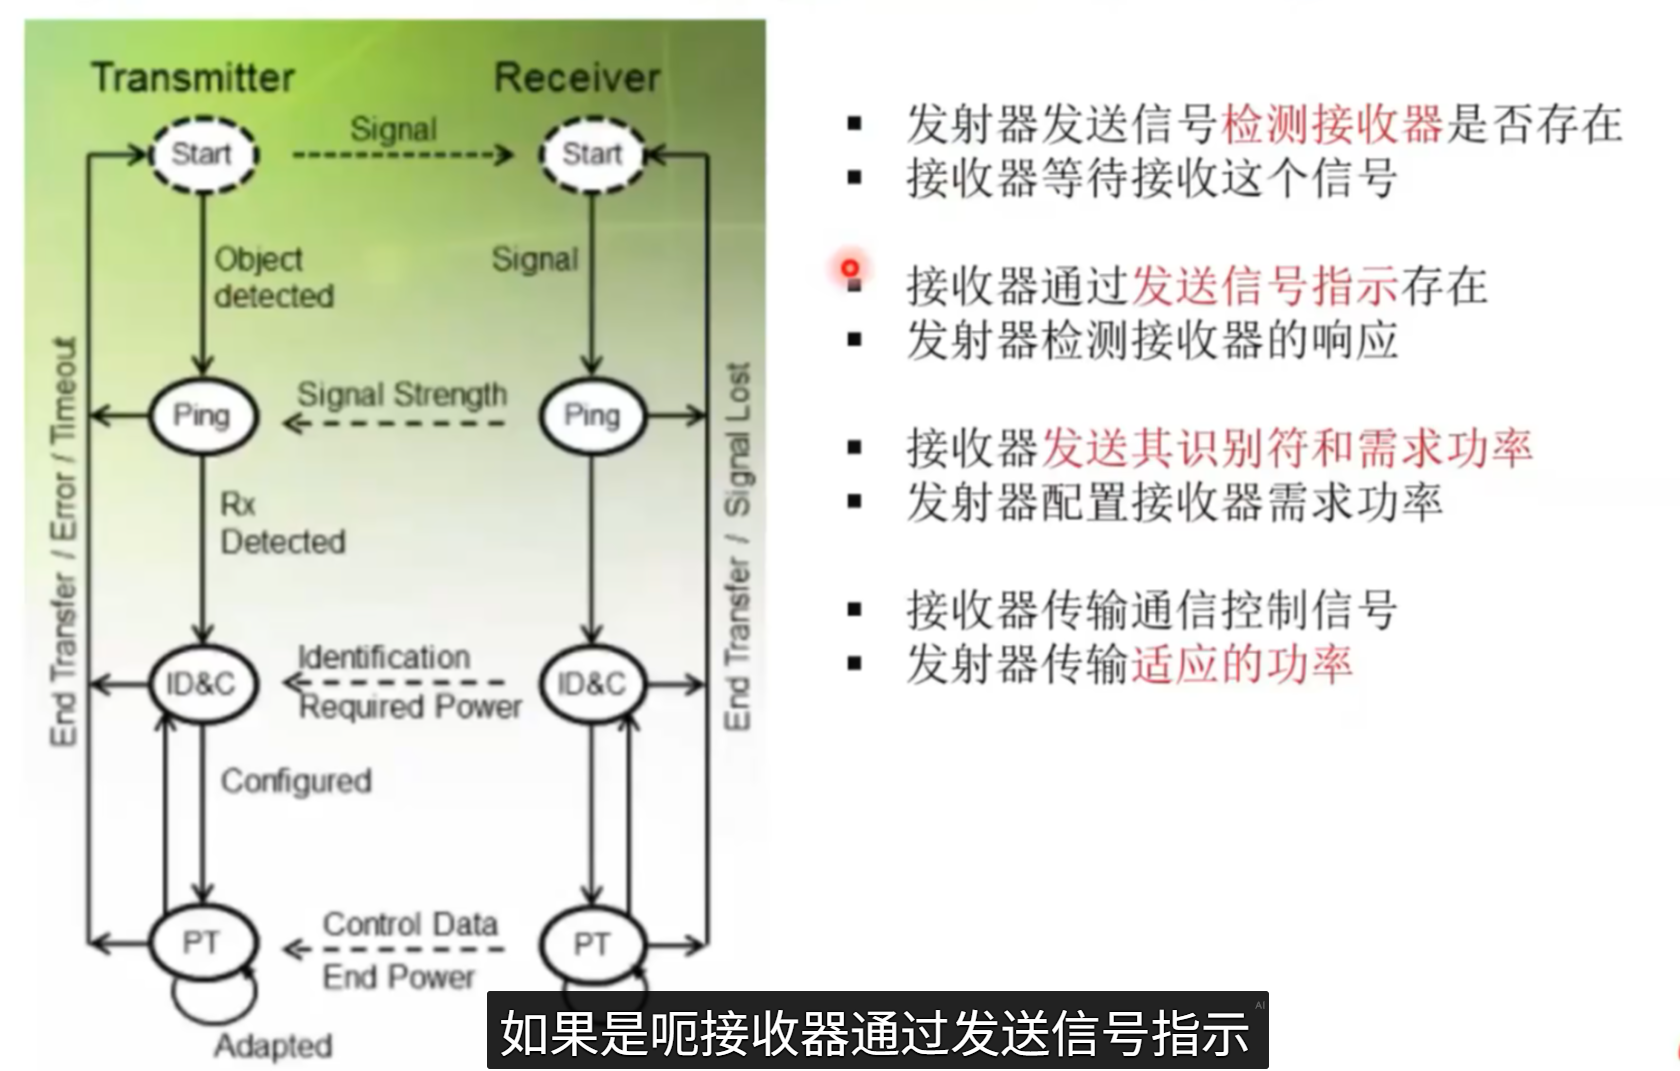 Transmitter
Receiver
Start
Signal
Start
Object
detected
Signal
Ping
Signal Strength
Ping
Rx
Detected
ID&C
Identification
Required Power
ID&C
Configured
PT
Control Data
End Power
PT
Adapted
End Transfer / Error / Timeout
End Transfer / Signal Lost
▪ 发射器发送信号检测接收器是否存在
▪ 接收器等待接收这个信号
▪ 接收器通过发送信号指示存在
▪ 发射器检测接收器的响应
▪ 接收器发送其识别符和需求功率
▪ 发射器配置接收器需求功率
▪ 接收器传输通信控制信号
▪ 发射器传输适应的功率
如果是呃接收器通过发送信号指示
AI